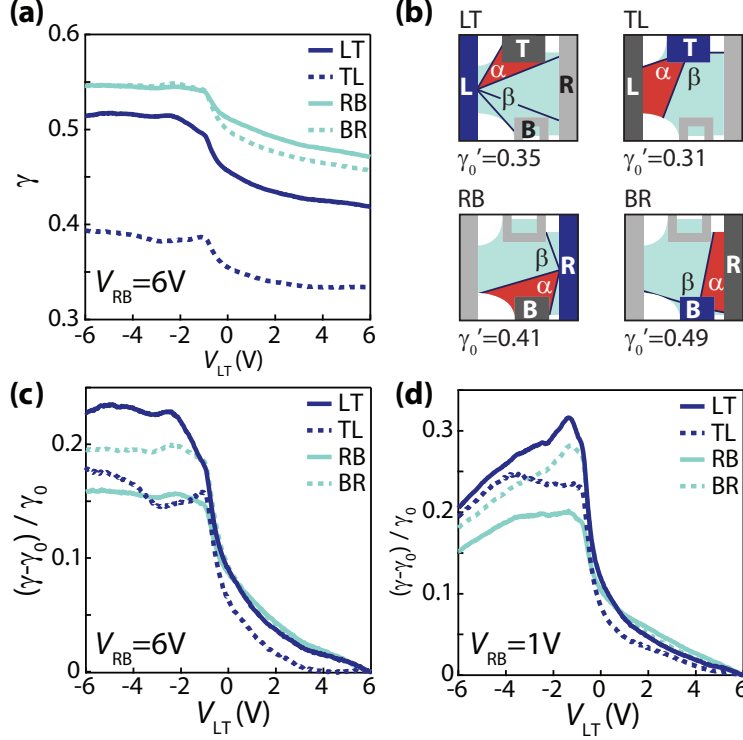 (a)
0.6
0.5
0.4
0.3
γ
LT
TL
RB
BR
V_RB=6V
-6 -4 -2 0 2 4 6
V_LT (V)
(b)
LT
T
α
L
β
R
B
γ₀'=0.35
TL
T
α
L
β
R
γ₀'=0.31
RB
β
R
α
B
γ₀'=0.41
BR
R
β
α
B
γ₀'=0.49
(c)
LT
TL
RB
BR
0.2
0.1
0
(γ-γ₀) / γ₀
V_RB=6V
-6 -4 -2 0 2 4 6
V_LT (V)
(d)
LT
TL
RB
BR
0.3
0.2
0.1
0
(γ-γ₀) / γ₀
V_RB=1V
-6 -4 -2 0 2 4 6
V_LT (V)